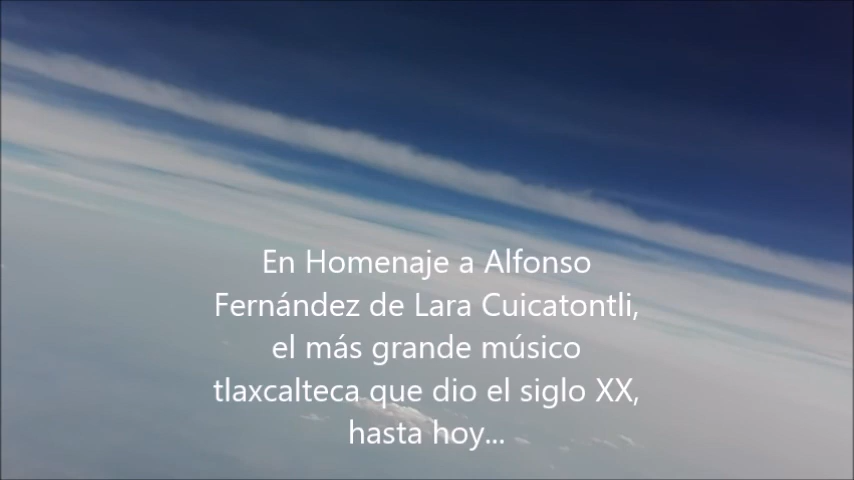 En Homenaje a Alfonso
Fernández de Lara Cuicatontli,
el más grande músico
tlaxcalteca que dio el siglo XX,
hasta hoy...